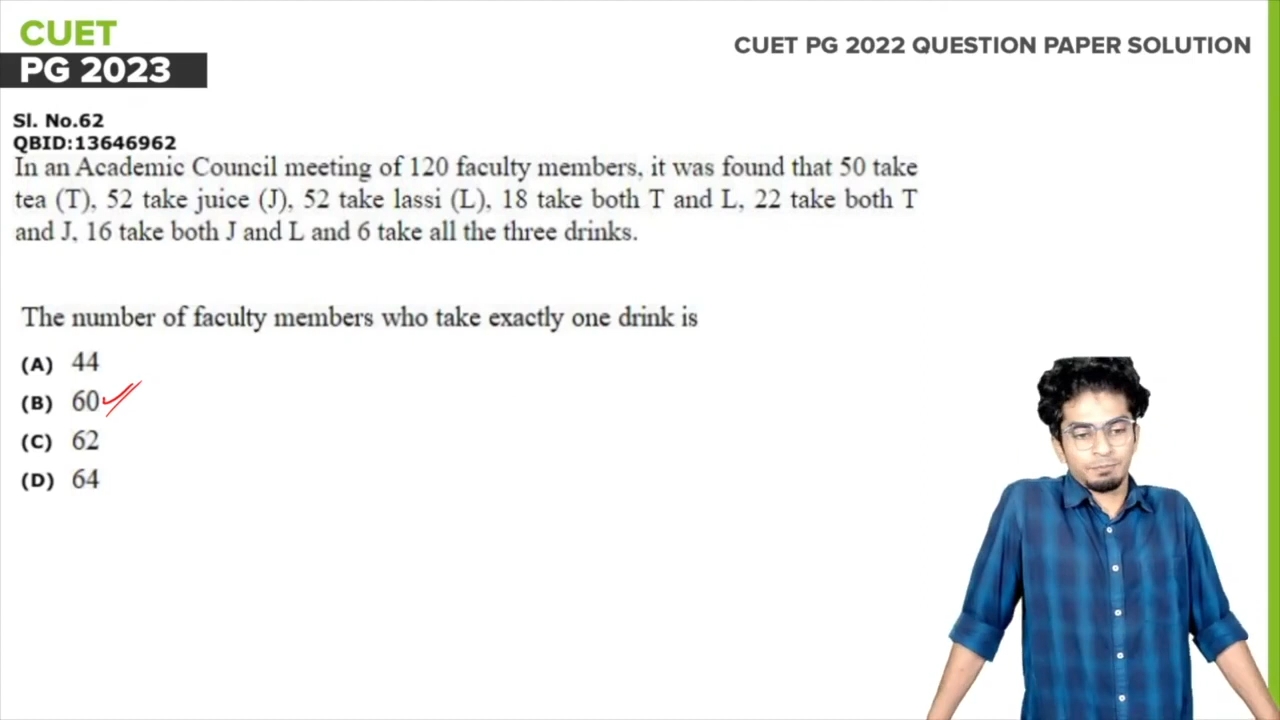 CUET
PG 2023
CUET PG 2022 QUESTION PAPER SOLUTION
Sl. No.62
QBID:13646962
In an Academic Council meeting of 120 faculty members, it was found that 50 take
tea (T), 52 take juice (J), 52 take lassi (L), 18 take both T and L, 22 take both T
and J, 16 take both J and L and 6 take all the three drinks.
The number of faculty members who take exactly one drink is
(A) 44
(B) 60
(C) 62
(D) 64